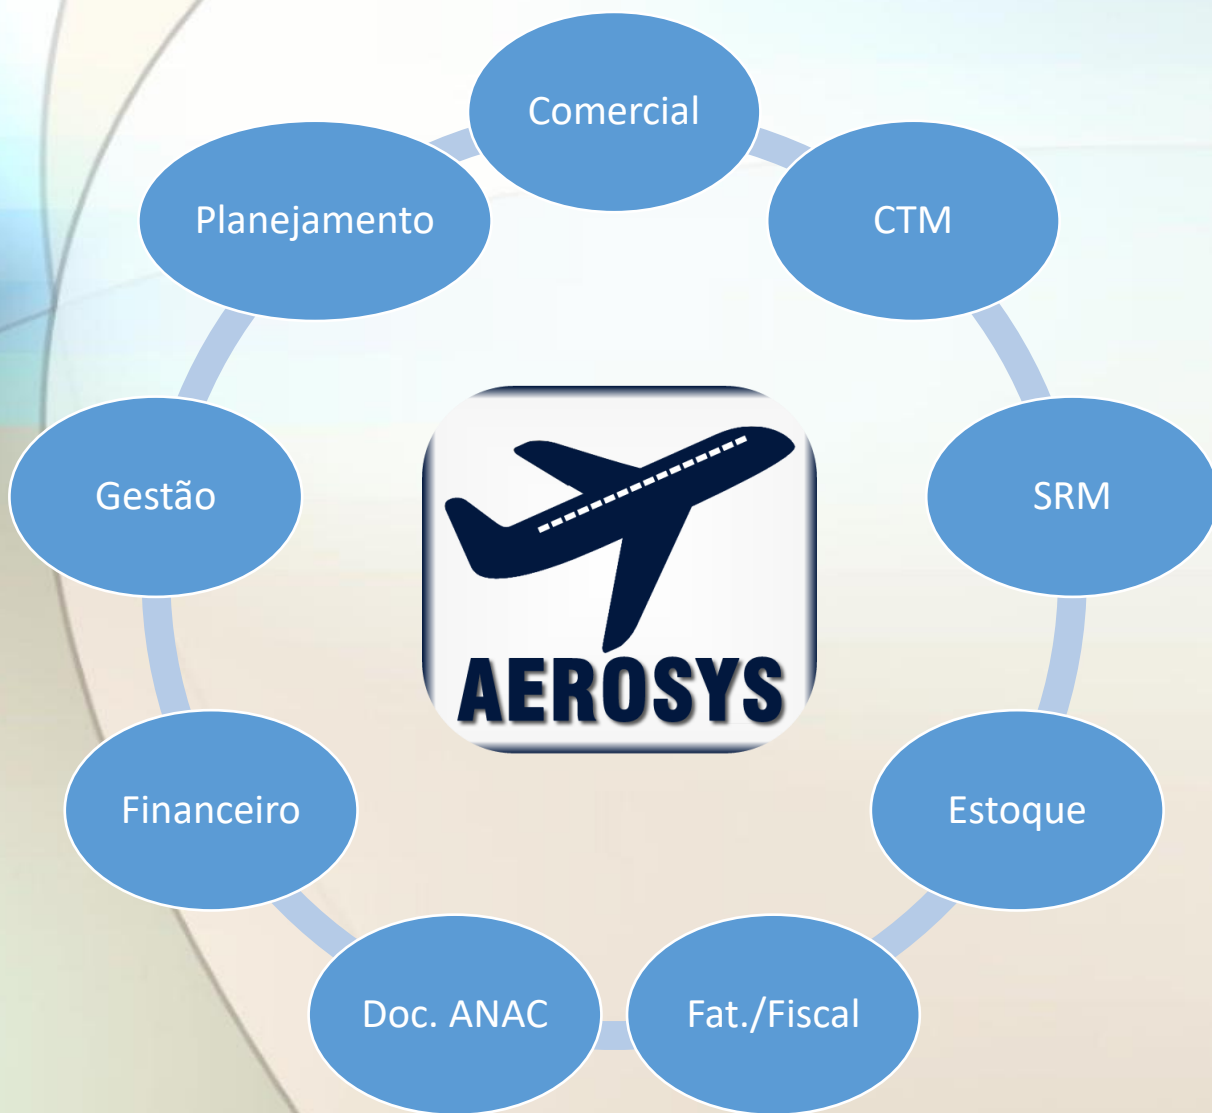 Comercial
CTM
SRM
Estoque
Fat./Fiscal
Doc. ANAC
Financeiro
Gestão
Planejamento
AEROSYS